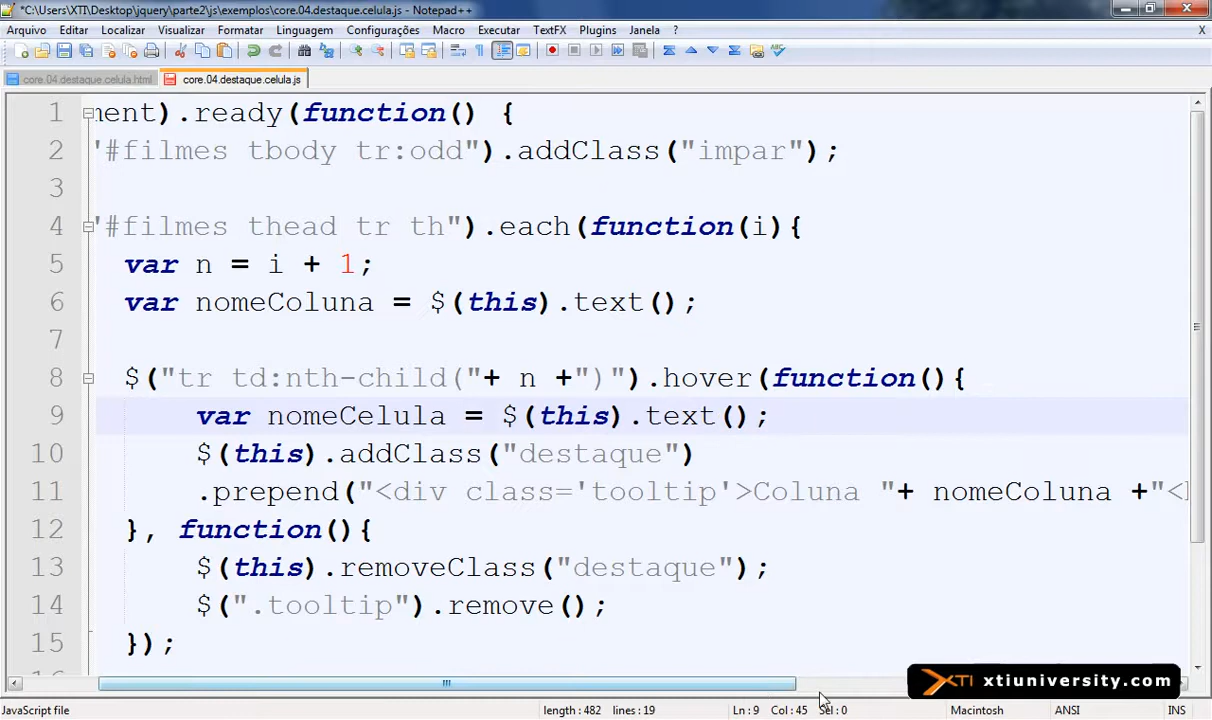 *C:\Users\XTI\Desktop\jquery\parte2\js\exemplos\core.04.destaque.celula.js - Notepad++
Arquivo Editar Localizar Visualizar Formatar Linguagem Configurações Macro Executar TextFX Plugins Janela ? X
core.04.destaque.celula.html core.04.destaque.celula.js
1 ment).ready(function() {
2 '#filmes tbody tr:odd").addClass("impar");
3
4 '#filmes thead tr th").each(function(i){
5 var n = i + 1;
6 var nomeColuna = $(this).text();
7
8 $("tr td:nth-child("+ n +")").hover(function(){
9 var nomeCelula = $(this).text();
10 $(this).addClass("destaque")
11 .prepend("<div class='tooltip'>Coluna "+ nomeColuna +"<
12 }, function(){
13 $(this).removeClass("destaque");
14 $(".tooltip").remove();
15 });
XTI xtiuniversity.com
JavaScript file length : 482 lines : 19 Ln : 9 Col : 45 Sel : 0 Macintosh ANSI INS